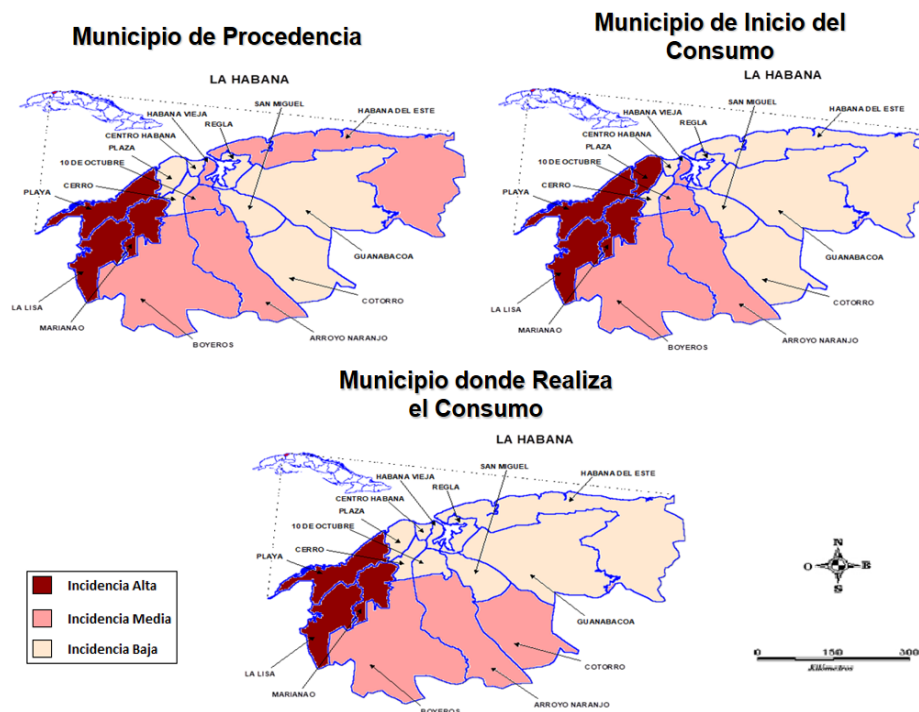 Municipio de Procedencia
LA HABANA
SAN MIGUEL
HABANA VIEJA
HABANA DEL ESTE
REGLA
CENTRO HABANA
PLAZA
10 DE OCTUBRE
CERRO
PLAYA
GUANABACOA
COTORRO
LA LISA
MARIANAO
ARROYO NARANJO
BOYEROS
Municipio de Inicio del
Consumo
LA HABANA
SAN MIGUEL
HABANA DEL ESTE
HABANA VIEJA
REGLA
CENTRO HABANA
PLAZA
10 DE OCTUBRE
CERRO
PLAYA
GUANABACOA
COTORRO
LA LISA
MARIANAO
ARROYO NARANJO
BOYEROS
Municipio donde Realiza
el Consumo
LA HABANA
SAN MIGUEL
HABANA DEL ESTE
HABANA VIEJA
REGLA
CENTRO HABANA
PLAZA
10 DE OCTUBRE
CERRO
PLAYA
GUANABACOA
COTORRO
LA LISA
MARIANAO
ARROYO NARANJO
BOYEROS
Incidencia Alta
Incidencia Media
Incidencia Baja
N
O E
S
0 150 300